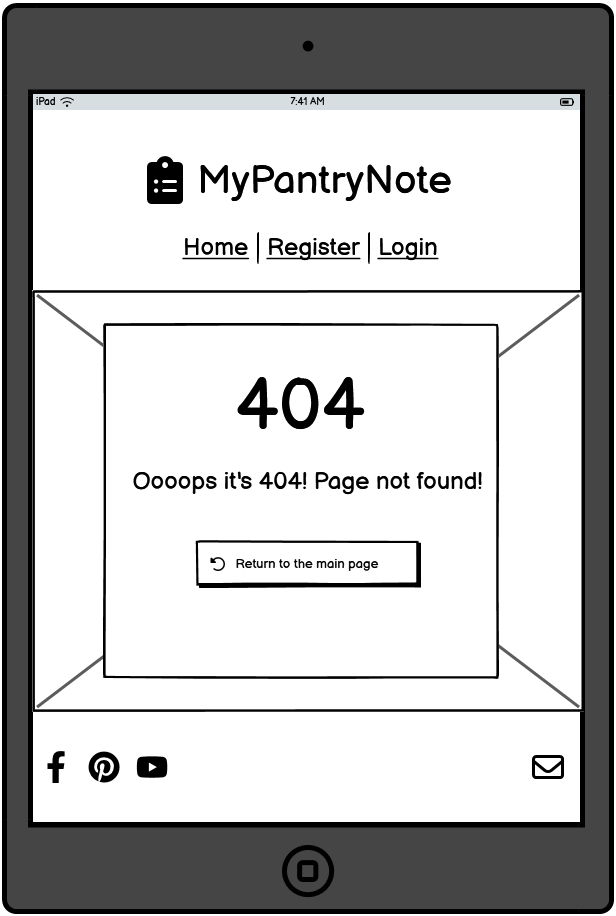 iPad 7:41 AM
MyPantryNote
Home | Register | Login
404
Oooops it's 404! Page not found!
Return to the main page